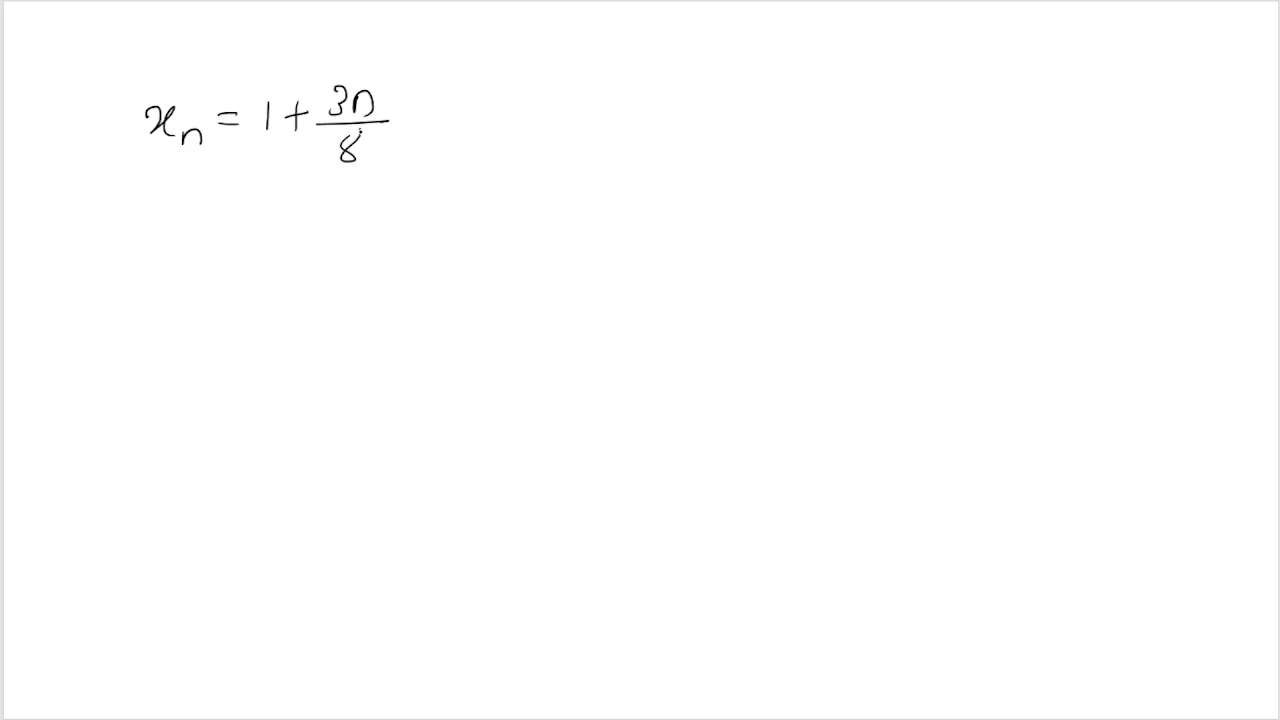 xₙ = 1 + 3n/8